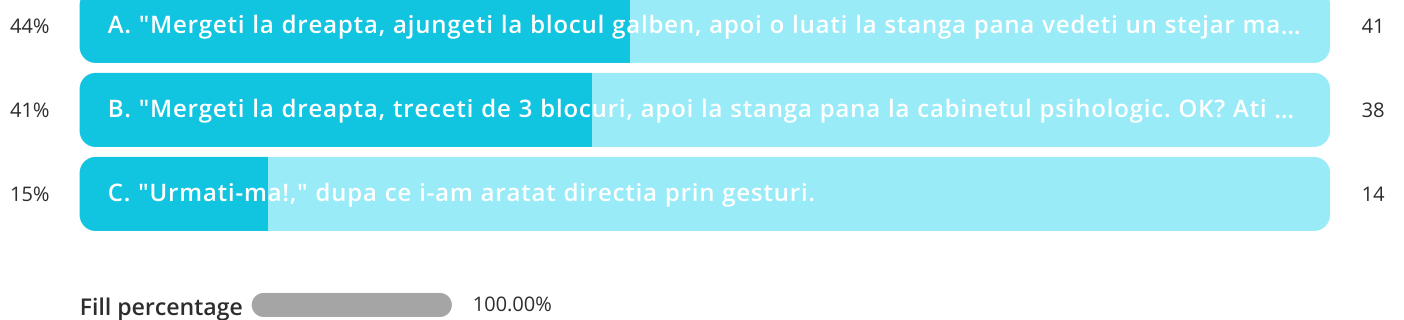 44% A. "Mergeti la dreapta, ajungeti la blocul galben, apoi o luati la stanga pana vedeti un stejar ma... 41
41% B. "Mergeti la dreapta, treceti de 3 blocuri, apoi la stanga pana la cabinetul psihologic. OK? Ati ... 38
15% C. "Urmati-ma!," dupa ce i-am aratat directia prin gesturi. 14
Fill percentage 100.00%